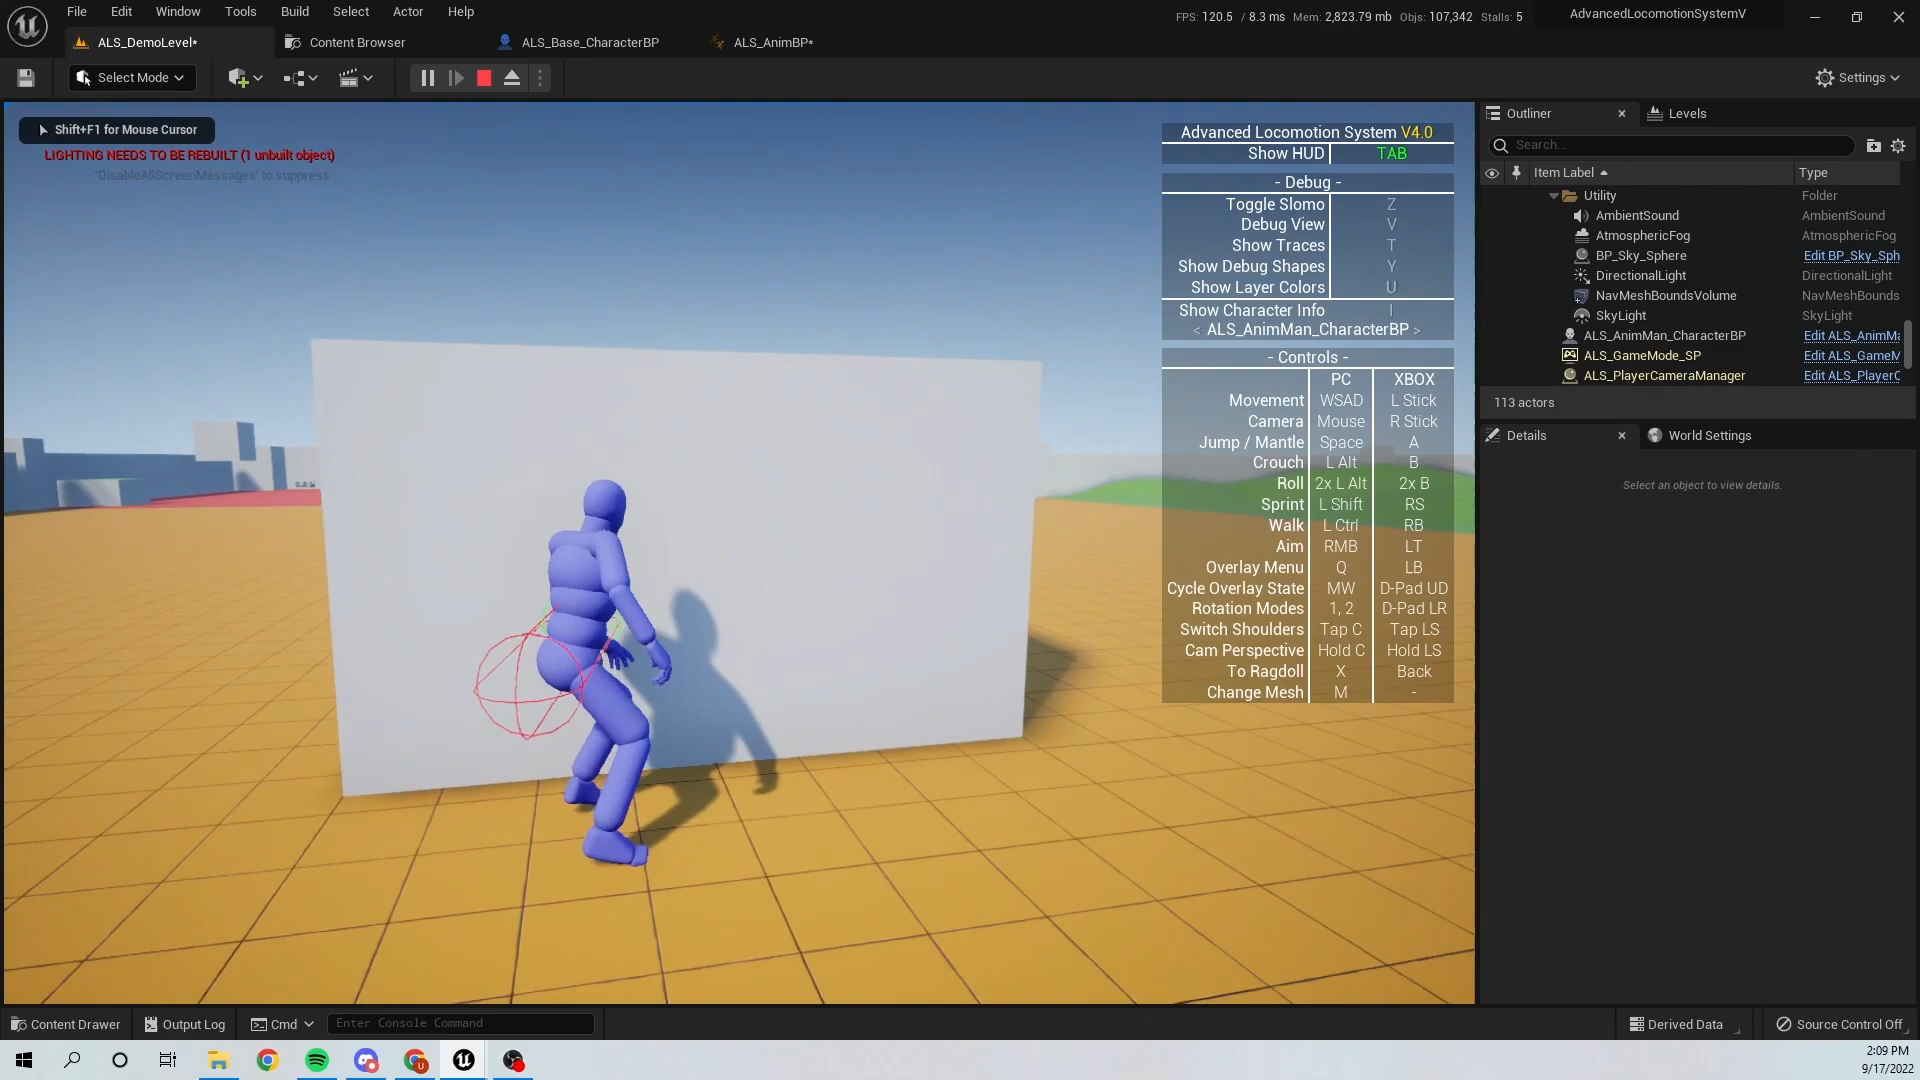 File Edit Window Tools Build Select Actor Help
FPS: 120.5 / 8.3 ms Mem: 2,823.79 mb Objs: 107,342 Stalls: 5
AdvancedLocomotionSystemV
ALS_DemoLevel*
Content Browser
ALS_Base_CharacterBP
ALS_AnimBP*
Select Mode
Settings
Shift+F1 for Mouse Cursor
LIGHTING NEEDS TO BE REBUILT (1 unbuilt object)
'DisableAllScreenMessages' to suppress
Advanced Locomotion System V4.0
Show HUD TAB
- Debug -
Toggle Slomo Z
Debug View V
Show Traces T
Show Debug Shapes Y
Show Layer Colors U
Show Character Info I
< ALS_AnimMan_CharacterBP >
- Controls -
PC XBOX
Movement WSAD L Stick
Camera Mouse R Stick
Jump / Mantle Space A
Crouch L Alt B
Roll 2x L Alt 2x B
Sprint L Shift RS
Walk L Ctrl RB
Aim RMB LT
Overlay Menu Q LB
Cycle Overlay State MW D-Pad UD
Rotation Modes 1, 2 D-Pad LR
Switch Shoulders Tap C Tap LS
Cam Perspective Hold C Hold LS
To Ragdoll X Back
Change Mesh M -
Outliner
Levels
Search...
Item Label Type
Utility Folder
AmbientSound AmbientSound
AtmosphericFog AtmosphericFog
BP_Sky_Sphere Edit BP_Sky_Sph
DirectionalLight DirectionalLight
NavMeshBoundsVolume NavMeshBounds
SkyLight SkyLight
ALS_AnimMan_CharacterBP Edit ALS_AnimMa
ALS_GameMode_SP Edit ALS_GameM
ALS_PlayerCameraManager Edit ALS_PlayerC
113 actors
Details
World Settings
Select an object to view details.
Content Drawer
Output Log
Cmd
Enter Console Command
Derived Data
Source Control Off
2:09 PM
9/17/2022